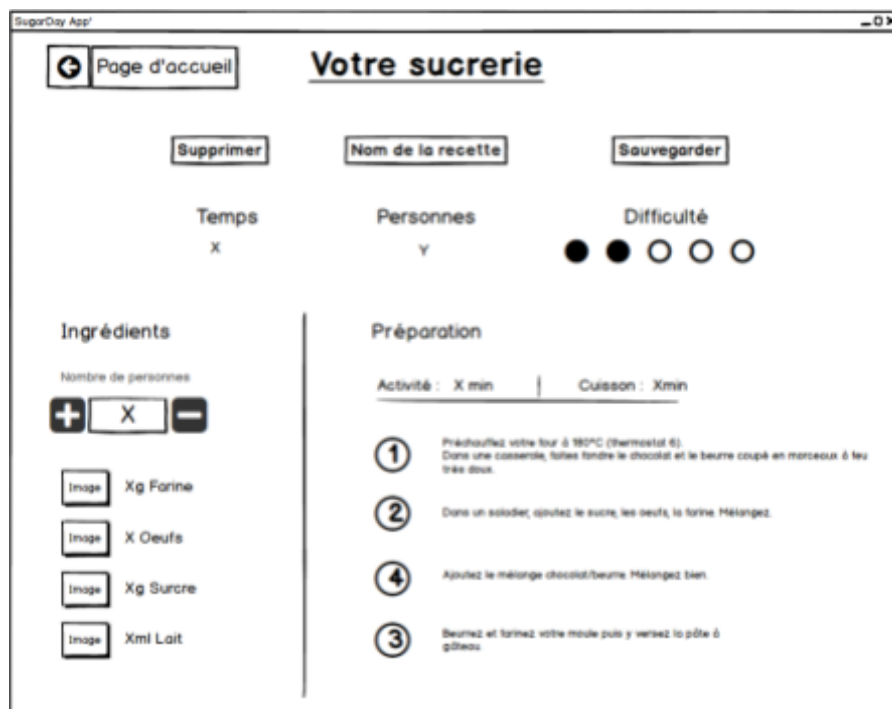 SugarDay App'
Page d'accueil
Votre sucrerie
Supprimer
Nom de la recette
Sauvegarder
Temps
Personnes
Difficulté
X
Y
Ingrédients
Nombre de personnes
X
Image
Xg Farine
Image
X Oeufs
Image
Xg Surcre
Image
Xml Lait
Préparation
Activité : X min
Cuisson : Xmin
1
Préchauffez votre four à 180°C (thermostat 6).
Dans une casserole, faites fondre le chocolat et le beurre coupé en morceaux à feu
très doux.
2
Dans un saladier, ajoutez le sucre, les oeufs, la farine. Mélangez.
4
Ajoutez le mélange chocolat/beurre. Mélangez bien.
3
Beurrez et farinez votre moule puis y versez la pâte à
gâteau.